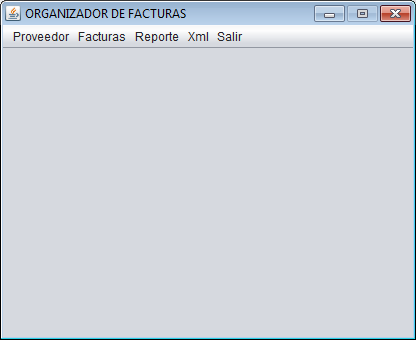 ORGANIZADOR DE FACTURAS
Proveedor Facturas Reporte Xml Salir